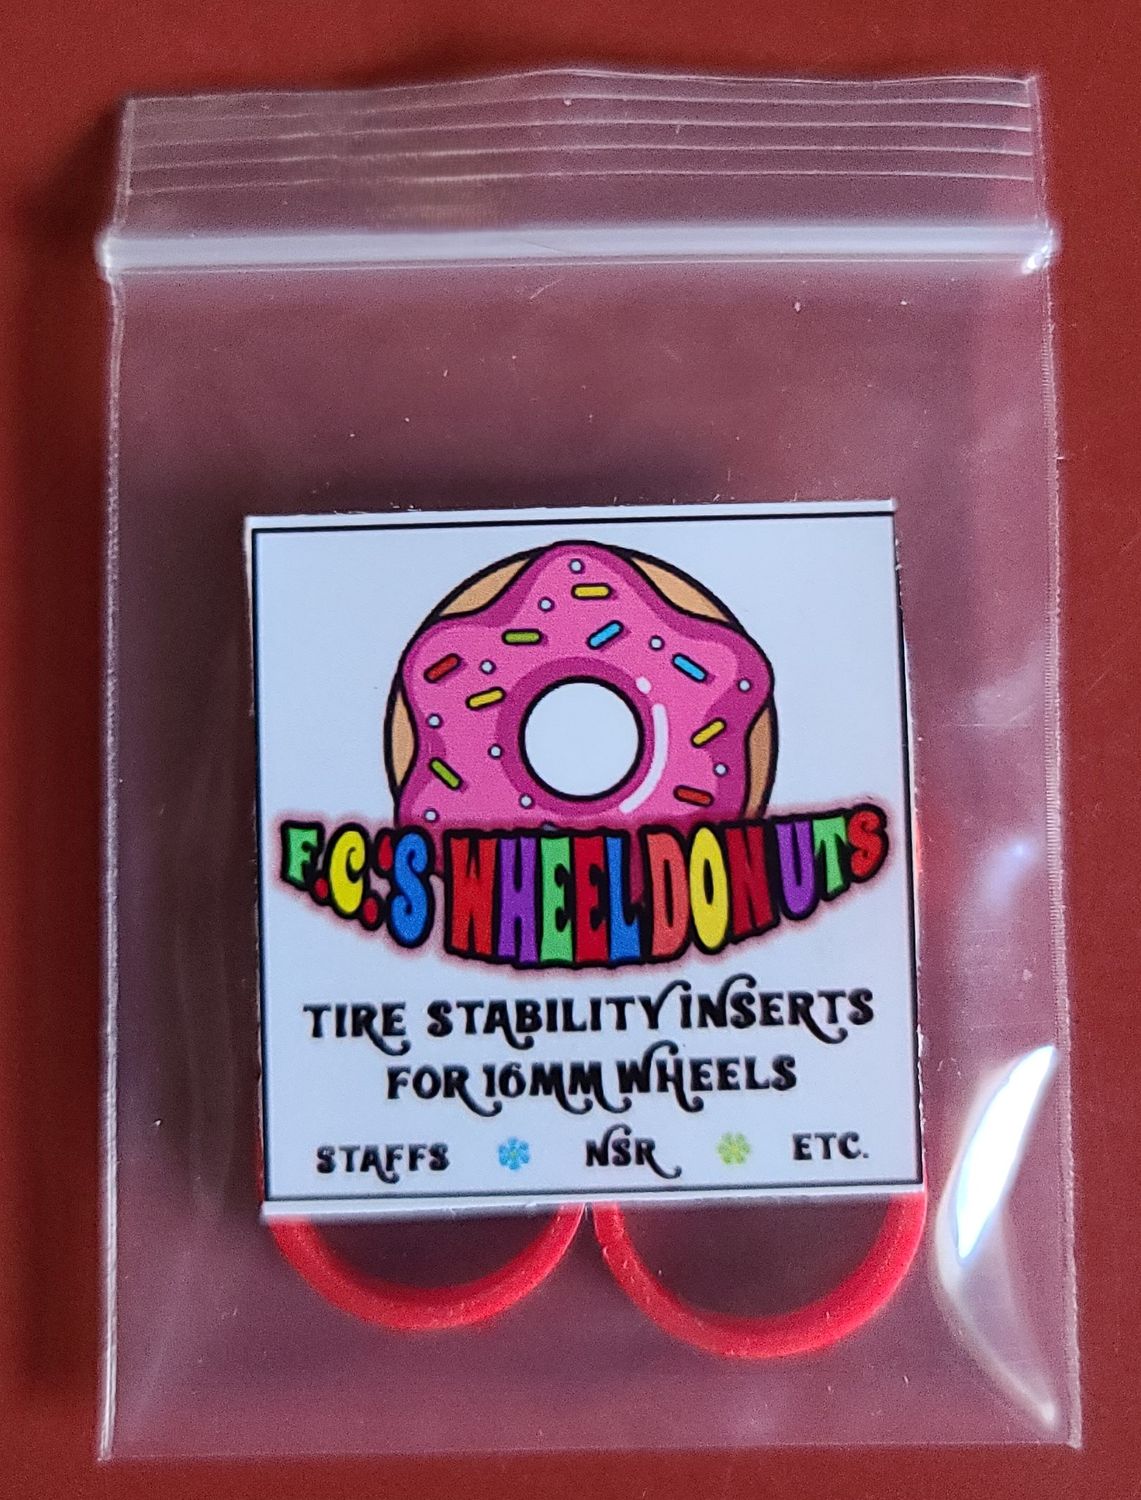 F.C.'S WHEEL DONUTS
TIRE STABILITY INSERTS
FOR 16MM WHEELS
STAFFS NSR ETC.